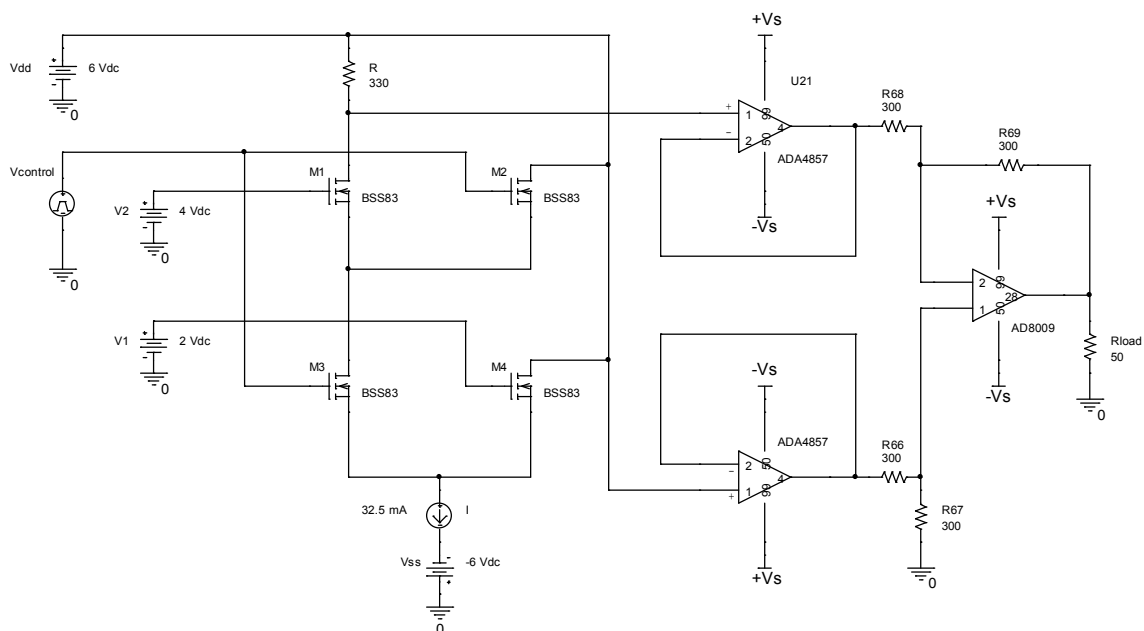 +Vs
Vdd
6 Vdc
+
-
0
R
330
U21
+
-
1
2
99
50
4
ADA4857
-Vs
R68
300
R69
300
Vcontrol
+
-
0
M1
BSS83
M2
BSS83
V2
4 Vdc
+
-
0
+Vs
2
1
99
50
28
AD8009
-Vs
V1
2 Vdc
+
-
0
M3
BSS83
M4
BSS83
Rload
50
0
-Vs
ADA4857
2
1
50
99
4
-
+
+Vs
R66
300
R67
300
0
32.5 mA
I
Vss
-6 Vdc
-
+
0